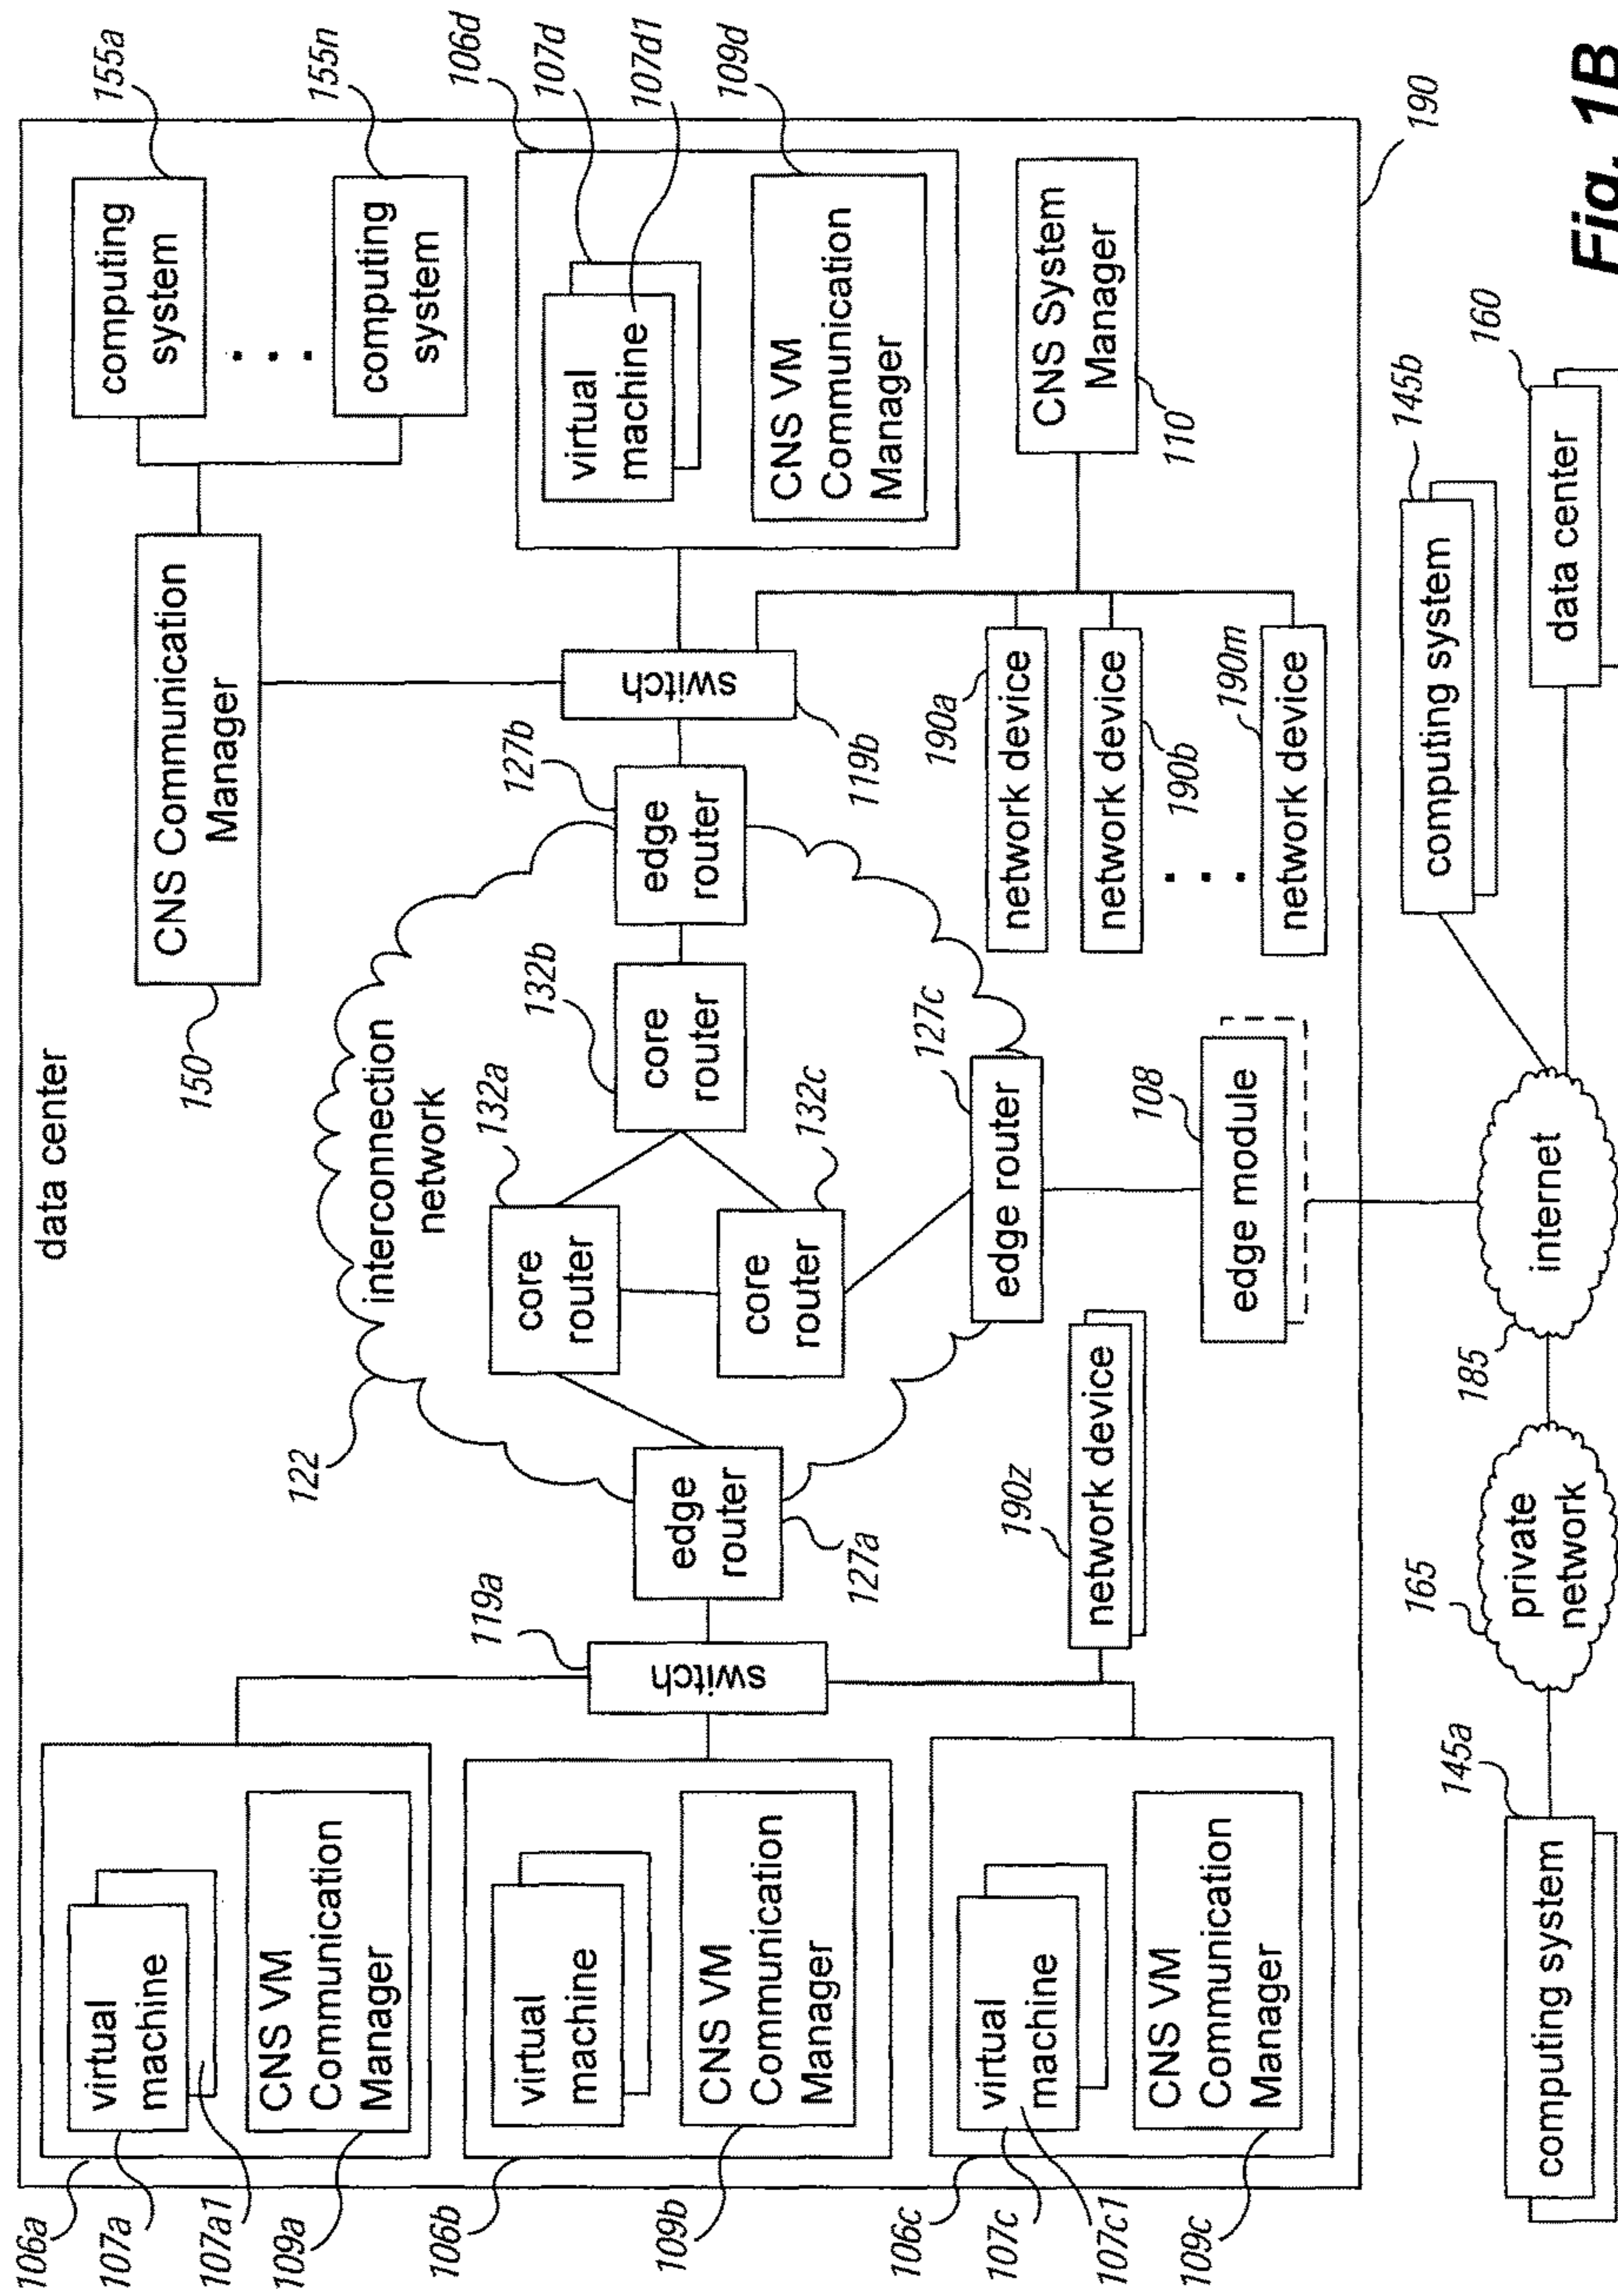 data center
106a
107a
107a1
109a
virtual
machine
CNS VM
Communication
Manager
106b
109b
virtual
machine
CNS VM
Communication
Manager
106c
107c
107c1
109c
virtual
machine
CNS VM
Communication
Manager
119a
switch
122
interconnection
network
edge
router
127a
132a
core
router
132b
core
router
132c
core
router
127b
edge
router
127c
edge router
150
CNS Communication
Manager
155a
computing
system
. . .
155n
computing
system
switch
119b
106d
107d
107d1
109d
virtual
machine
CNS VM
Communication
Manager
CNS System
Manager
110
190a
network device
network device
190b
. . .
190m
network device
190z
network device
108
edge module
190
145a
computing system
165
private
network
185
internet
145b
computing system
160
data center
Fig. 1B